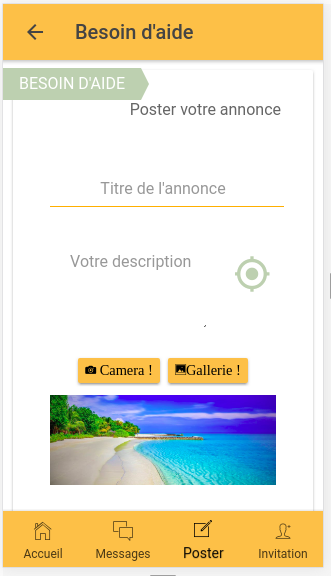 Besoin d'aide
BESOIN D'AIDE
Poster votre annonce
Titre de l'annonce
Votre description
Camera !
Gallerie !
Accueil
Messages
Poster
Invitation